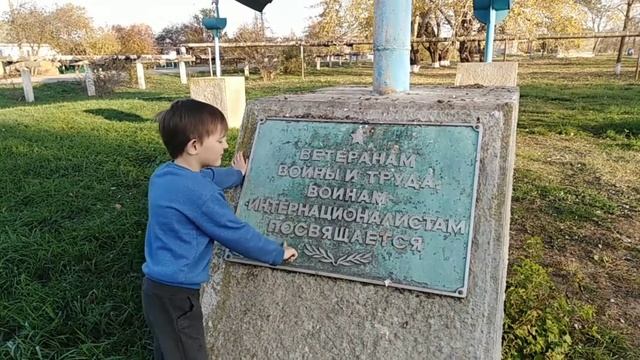 ВЕТЕРАНАМ
ВОЙНЫ И ТРУДА,
ВОИНАМ
-ИНТЕРНАЦИОНАЛИСТАМ
ПОСВЯЩАЕТСЯ